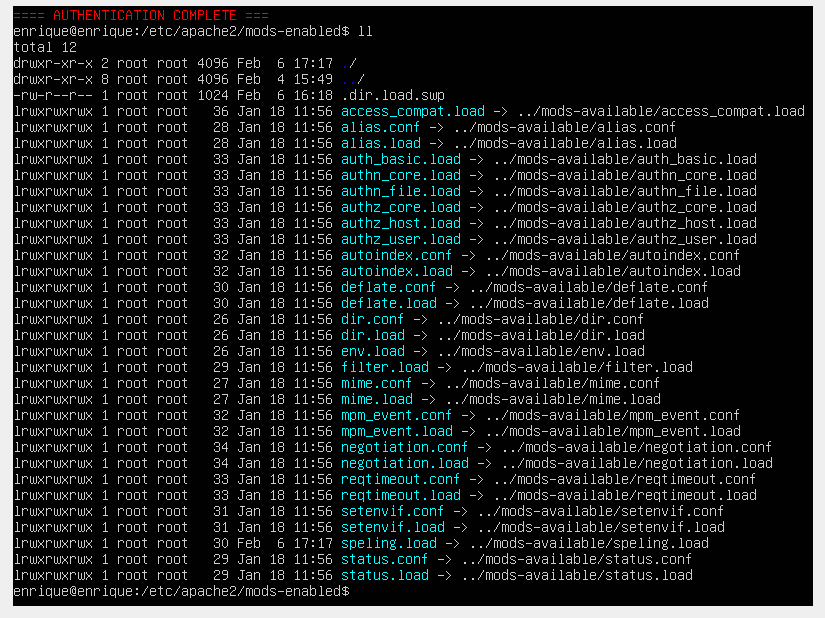 ==== AUTHENTICATION COMPLETE ===
enrique@enrique:/etc/apache2/mods-enabled$ ll
total 12
drwxr-xr-x 2 root root 4096 Feb  6 17:17 ./
drwxr-xr-x 8 root root 4096 Feb  4 15:49 ../
-rw-r--r-- 1 root root 1024 Feb  6 16:18 .dir.load.swp
lrwxrwxrwx 1 root root   36 Jan 18 11:56 access_compat.load -> ../mods-available/access_compat.load
lrwxrwxrwx 1 root root   28 Jan 18 11:56 alias.conf -> ../mods-available/alias.conf
lrwxrwxrwx 1 root root   28 Jan 18 11:56 alias.load -> ../mods-available/alias.load
lrwxrwxrwx 1 root root   33 Jan 18 11:56 auth_basic.load -> ../mods-available/auth_basic.load
lrwxrwxrwx 1 root root   33 Jan 18 11:56 authn_core.load -> ../mods-available/authn_core.load
lrwxrwxrwx 1 root root   33 Jan 18 11:56 authn_file.load -> ../mods-available/authn_file.load
lrwxrwxrwx 1 root root   33 Jan 18 11:56 authz_core.load -> ../mods-available/authz_core.load
lrwxrwxrwx 1 root root   33 Jan 18 11:56 authz_host.load -> ../mods-available/authz_host.load
lrwxrwxrwx 1 root root   33 Jan 18 11:56 authz_user.load -> ../mods-available/authz_user.load
lrwxrwxrwx 1 root root   32 Jan 18 11:56 autoindex.conf -> ../mods-available/autoindex.conf
lrwxrwxrwx 1 root root   32 Jan 18 11:56 autoindex.load -> ../mods-available/autoindex.load
lrwxrwxrwx 1 root root   30 Jan 18 11:56 deflate.conf -> ../mods-available/deflate.conf
lrwxrwxrwx 1 root root   30 Jan 18 11:56 deflate.load -> ../mods-available/deflate.load
lrwxrwxrwx 1 root root   26 Jan 18 11:56 dir.conf -> ../mods-available/dir.conf
lrwxrwxrwx 1 root root   26 Jan 18 11:56 dir.load -> ../mods-available/dir.load
lrwxrwxrwx 1 root root   26 Jan 18 11:56 env.load -> ../mods-available/env.load
lrwxrwxrwx 1 root root   29 Jan 18 11:56 filter.load -> ../mods-available/filter.load
lrwxrwxrwx 1 root root   27 Jan 18 11:56 mime.conf -> ../mods-available/mime.conf
lrwxrwxrwx 1 root root   27 Jan 18 11:56 mime.load -> ../mods-available/mime.load
lrwxrwxrwx 1 root root   32 Jan 18 11:56 mpm_event.conf -> ../mods-available/mpm_event.conf
lrwxrwxrwx 1 root root   32 Jan 18 11:56 mpm_event.load -> ../mods-available/mpm_event.load
lrwxrwxrwx 1 root root   34 Jan 18 11:56 negotiation.conf -> ../mods-available/negotiation.conf
lrwxrwxrwx 1 root root   34 Jan 18 11:56 negotiation.load -> ../mods-available/negotiation.load
lrwxrwxrwx 1 root root   33 Jan 18 11:56 reqtimeout.conf -> ../mods-available/reqtimeout.conf
lrwxrwxrwx 1 root root   33 Jan 18 11:56 reqtimeout.load -> ../mods-available/reqtimeout.load
lrwxrwxrwx 1 root root   31 Jan 18 11:56 setenvif.conf -> ../mods-available/setenvif.conf
lrwxrwxrwx 1 root root   31 Jan 18 11:56 setenvif.load -> ../mods-available/setenvif.load
lrwxrwxrwx 1 root root   30 Feb  6 17:17 speling.load -> ../mods-available/speling.load
lrwxrwxrwx 1 root root   29 Jan 18 11:56 status.conf -> ../mods-available/status.conf
lrwxrwxrwx 1 root root   29 Jan 18 11:56 status.load -> ../mods-available/status.load
enrique@enrique:/etc/apache2/mods-enabled$